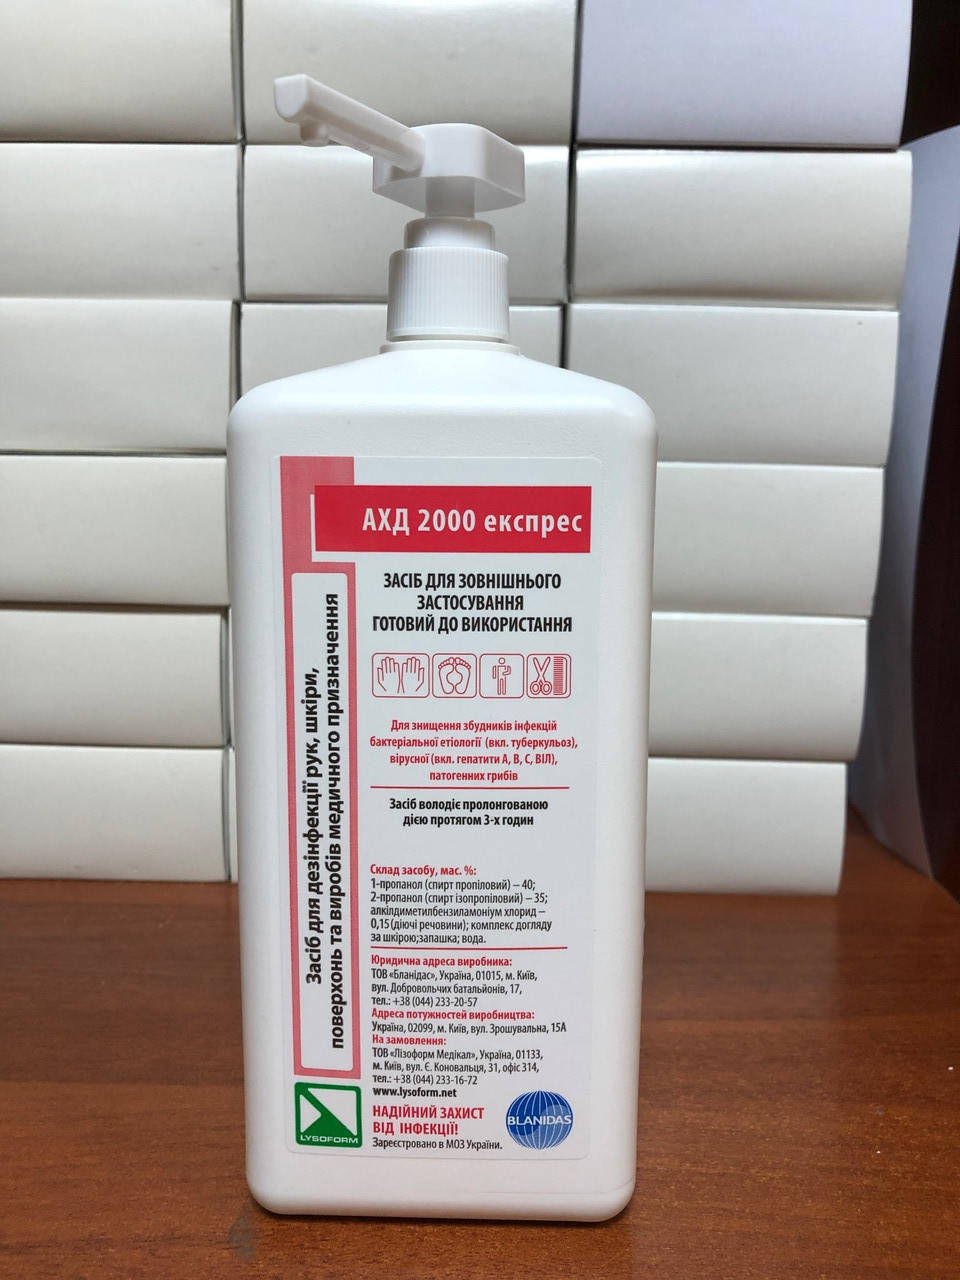 АХД 2000 експрес
ЗАСІБ ДЛЯ ЗОВНІШНЬОГО
ЗАСТОСУВАННЯ
ГОТОВИЙ ДО ВИКОРИСТАННЯ
Засіб для дезінфекції рук, шкіри,
поверхонь та виробів медичного призначення
Для знищення збудників інфекцій
бактеріальної етіології (вкл. туберкульоз),
вірусної (вкл. гепатити А, В, С, ВІЛ),
патогенних грибів
Засіб володіє пролонгованою
дією протягом 3-х годин
Склад засобу, мас. %:
1-пропанол (спирт пропіловий) – 40;
2-пропанол (спирт ізопропіловий) – 35;
алкілдиметилбензиламоніум хлорид –
0,15 (діючі речовини); комплекс догляду
за шкірою;запашка; вода.
Юридична адреса виробника:
ТОВ «Бланідас», Україна, 01015, м. Київ,
вул. Добровольчих батальйонів, 17,
тел.: +38 (044) 233-20-57
Адреса потужностей виробництва:
Україна, 02099, м. Київ, вул. Зрошувальна, 15А
На замовлення:
ТОВ «Лізоформ Медікал», Україна, 01133,
м. Київ, вул. Є. Коновальця, 31, офіс 314,
тел.: +38 (044) 233-16-72
www.lysoform.net
НАДІЙНИЙ ЗАХИСТ
ВІД ІНФЕКЦІЇ!
Зареєстровано в МОЗ України.
LYSOFORM
BLANIDAS